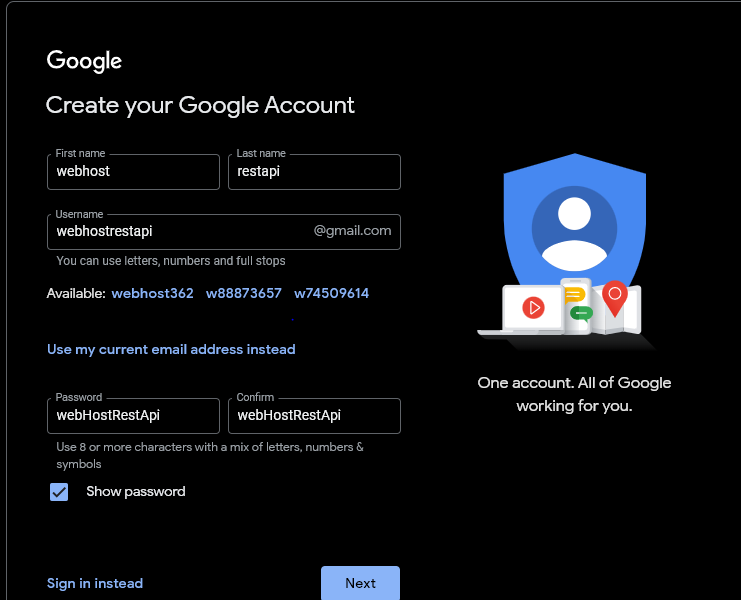 Google
Create your Google Account
First name
webhost
Last name
restapi
Username
webhostrestapi
@gmail.com
You can use letters, numbers and full stops
Available: webhost362 w88873657 w74509614
Use my current email address instead
Password
webHostRestApi
Confirm
webHostRestApi
Use 8 or more characters with a mix of letters, numbers &
symbols
Show password
Sign in instead
Next
One account. All of Google
working for you.